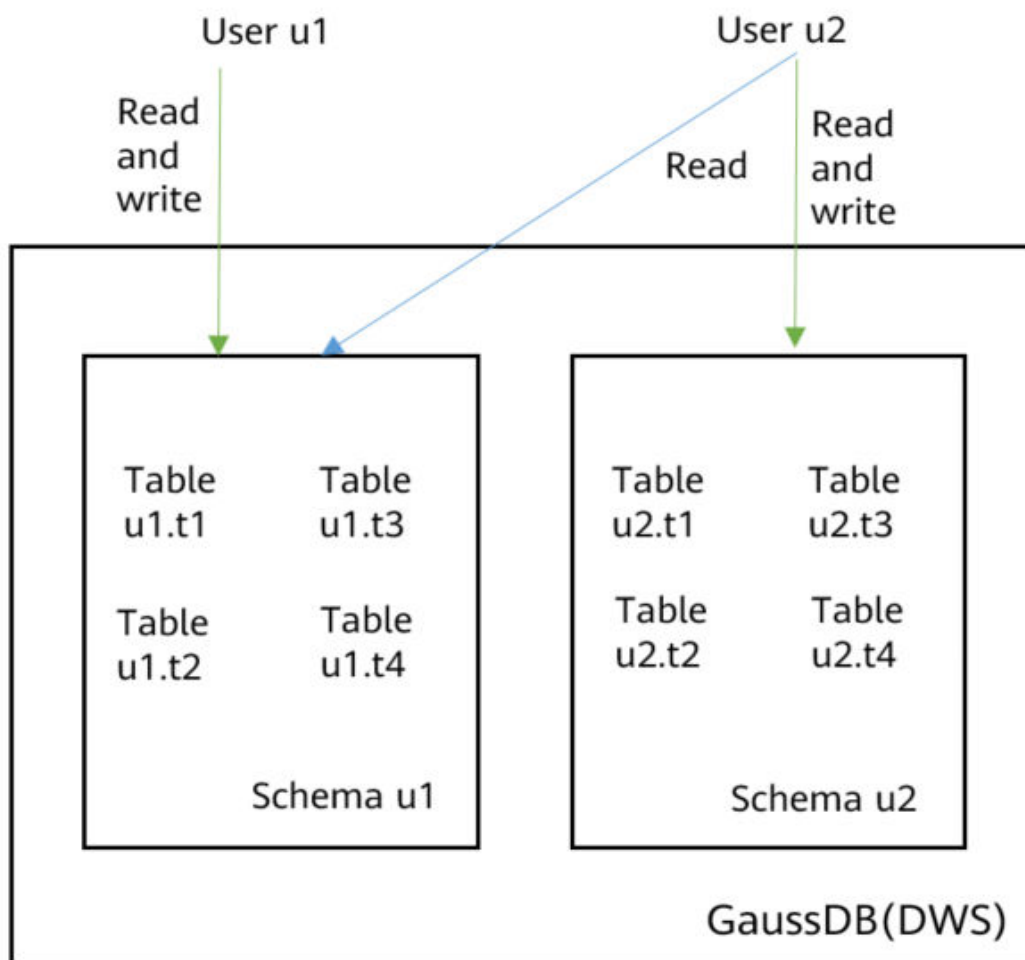 User u1
User u2
Read
and
write
Read
Read
and
write
Table
u1.t1
Table
u1.t3
Table
u1.t2
Table
u1.t4
Schema u1
Table
u2.t1
Table
u2.t3
Table
u2.t2
Table
u2.t4
Schema u2
GaussDB(DWS)